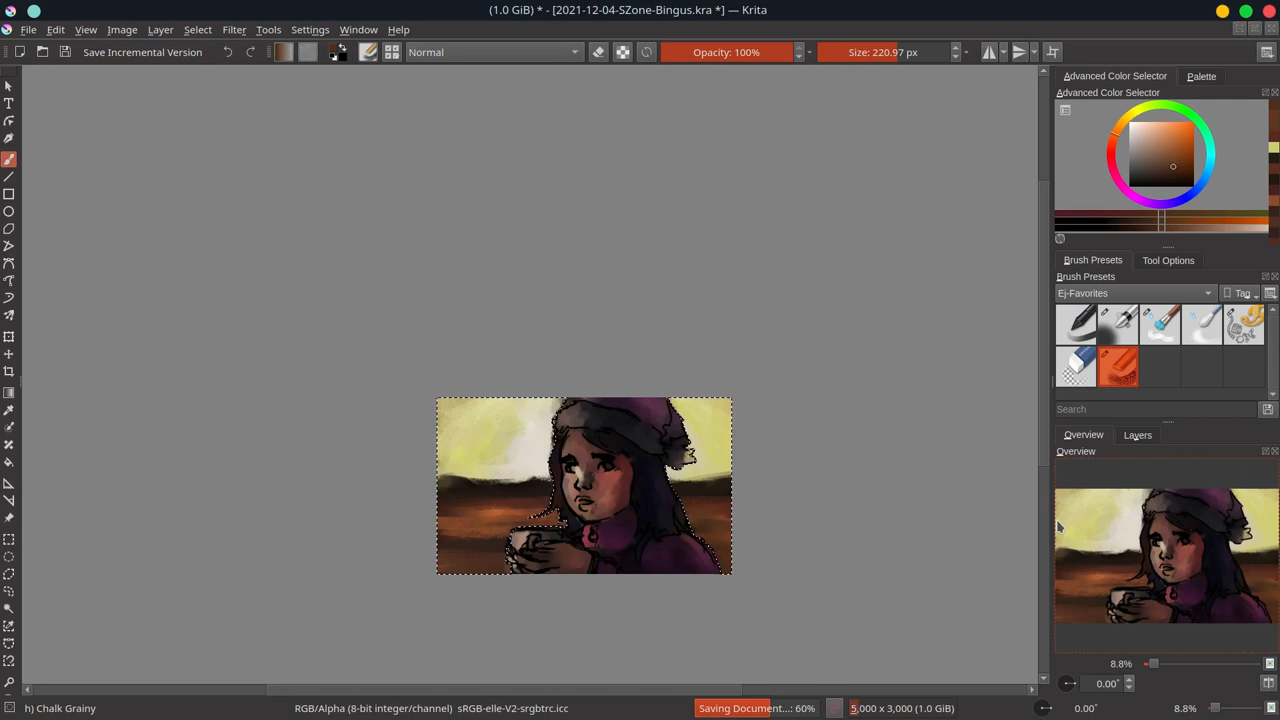 (1.0 GiB) * - [2021-12-04-SZone-Bingus.kra *] — Krita
File Edit View Image Layer Select Filter Tools Settings Window Help
Save Incremental Version Normal Opacity: 100% Size: 220.97 px
Advanced Color Selector Palette
Advanced Color Selector
Brush Presets Tool Options
Brush Presets
Ej-Favorites Tag
Search
Overview Layers
Overview
8.8%
0.00°
h) Chalk Grainy RGB/Alpha (8-bit integer/channel) sRGB-elle-V2-srgbtrc.icc Saving Document...: 60% 5,000 x 3,000 (1.0 GiB) 0.00° 8.8%